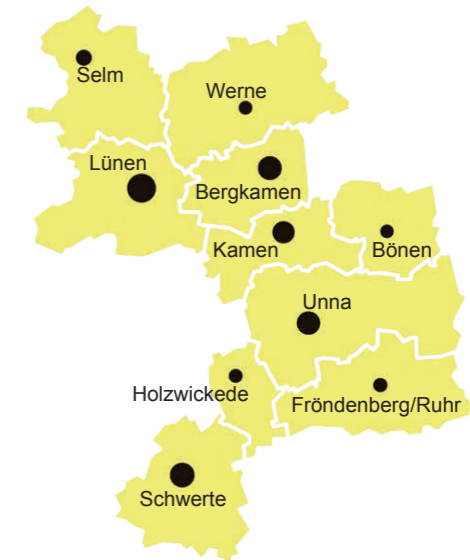 Selm
Werne
Lünen
Bergkamen
Kamen
Bönen
Unna
Holzwickede
Fröndenberg/Ruhr
Schwerte